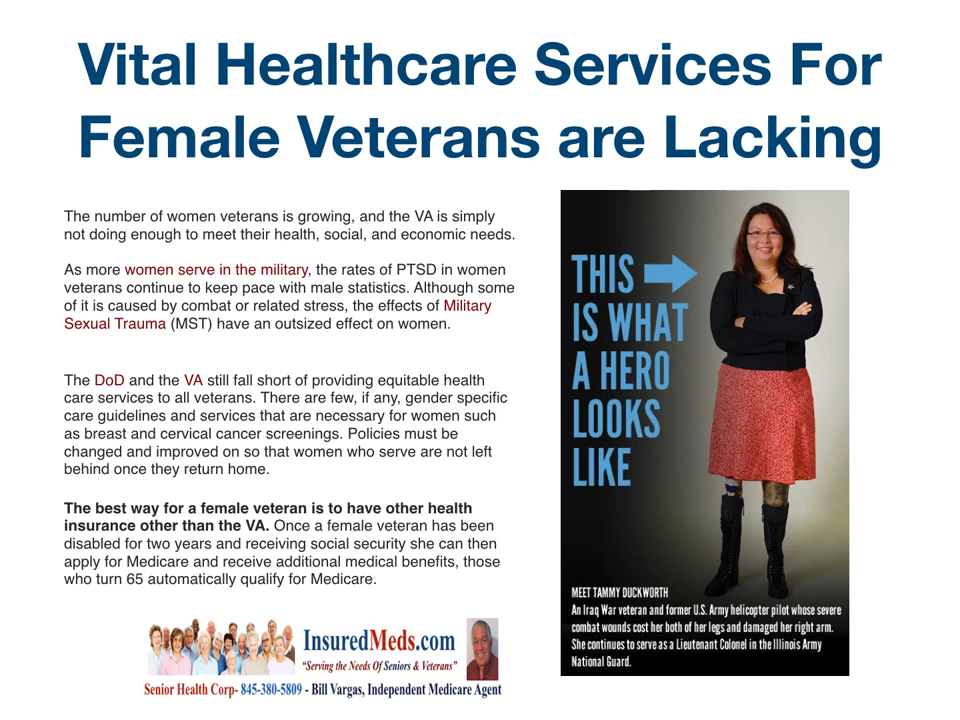 Vital Healthcare Services For
Female Veterans are Lacking
The number of women veterans is growing, and the VA is simply
not doing enough to meet their health, social, and economic needs.
As more women serve in the military, the rates of PTSD in women
veterans continue to keep pace with male statistics. Although some
of it is caused by combat or related stress, the effects of Military
Sexual Trauma (MST) have an outsized effect on women.
The DoD and the VA still fall short of providing equitable health
care services to all veterans. There are few, if any, gender specific
care guidelines and services that are necessary for women such
as breast and cervical cancer screenings. Policies must be
changed and improved on so that women who serve are not left
behind once they return home.
The best way for a female veteran is to have other health
insurance other than the VA. Once a female veteran has been
disabled for two years and receiving social security she can then
apply for Medicare and receive additional medical benefits, those
who turn 65 automatically qualify for Medicare.
InsuredMeds.com
"Serving the Needs Of Seniors & Veterans"
Senior Health Corp- 845-380-5809 - Bill Vargas, Independent Medicare Agent
THIS
IS WHAT
A HERO
LOOKS
LIKE
MEET TAMMY DUCKWORTH
An Iraq War veteran and former U.S. Army helicopter pilot whose severe
combat wounds cost her both of her legs and damaged her right arm.
She continues to serve as a Lieutenant Colonel in the Illinois Army
National Guard.